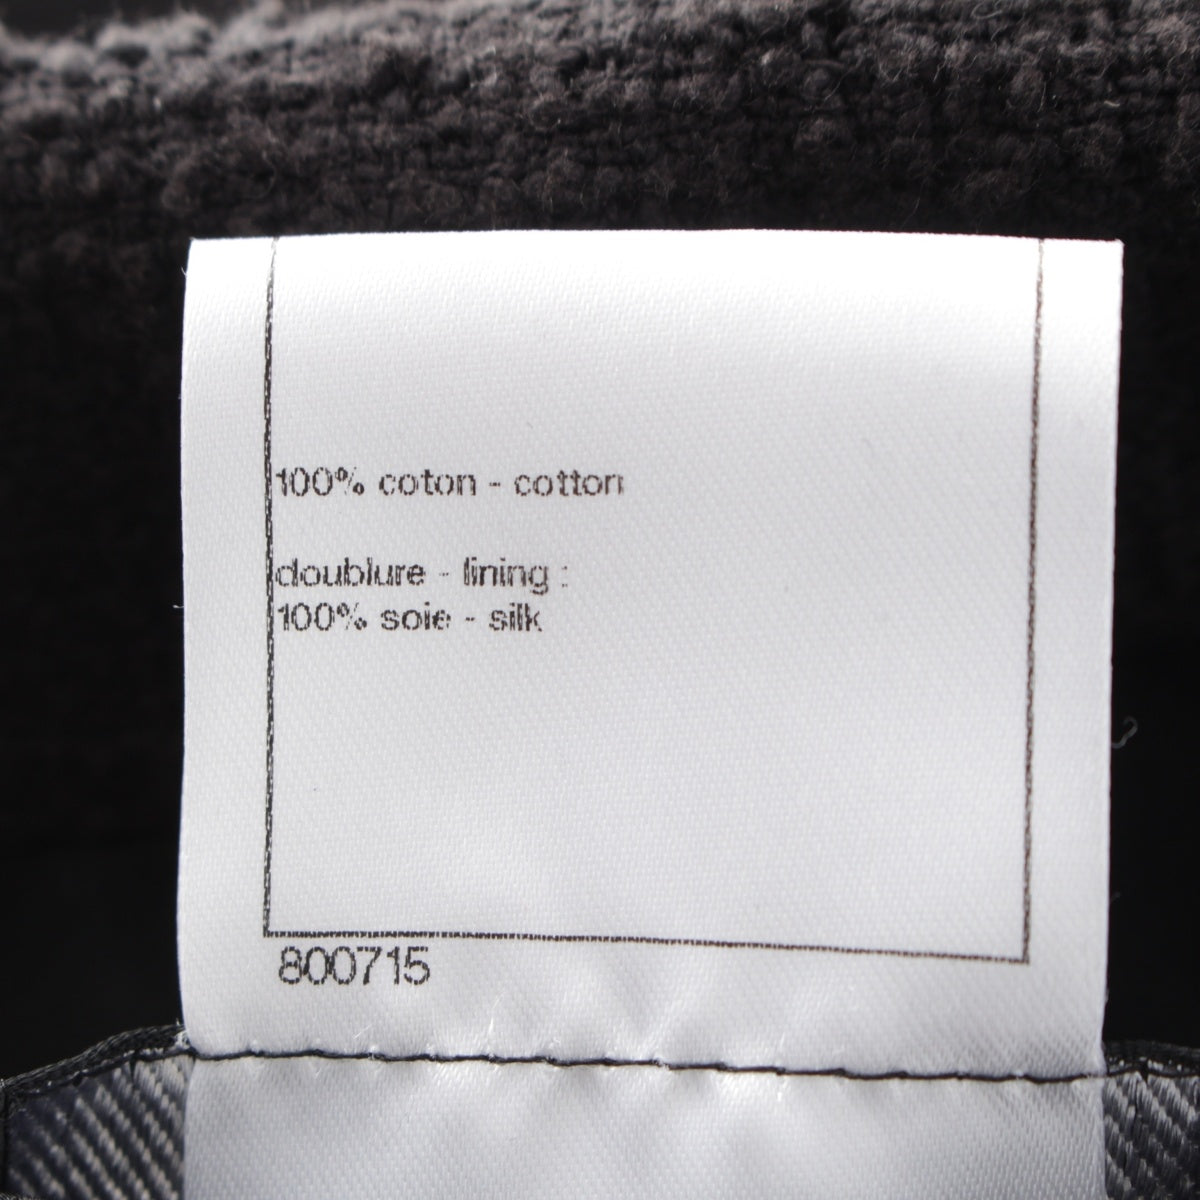 100% coton - cotton
doublure - lining :
100% soie - silk
800715